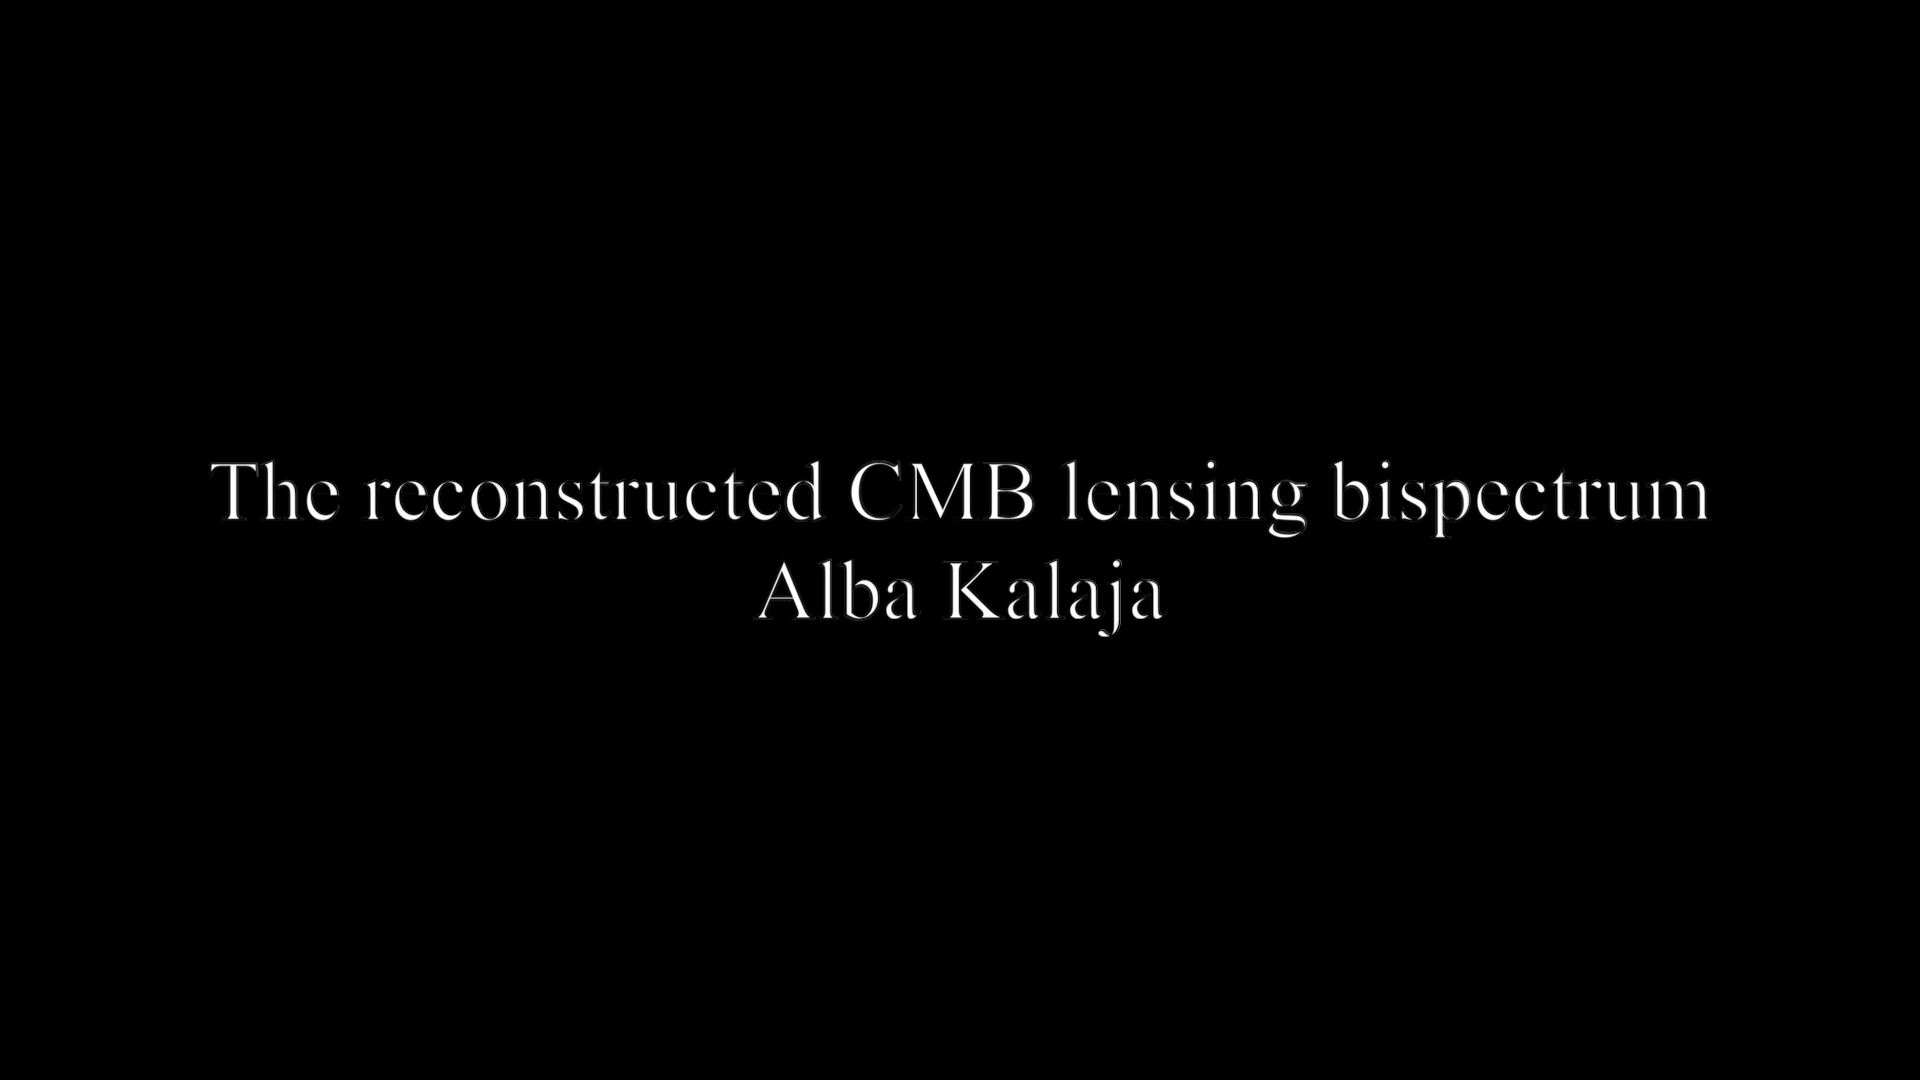 The reconstructed CMB lensing bispectrum
Alba Kalaja